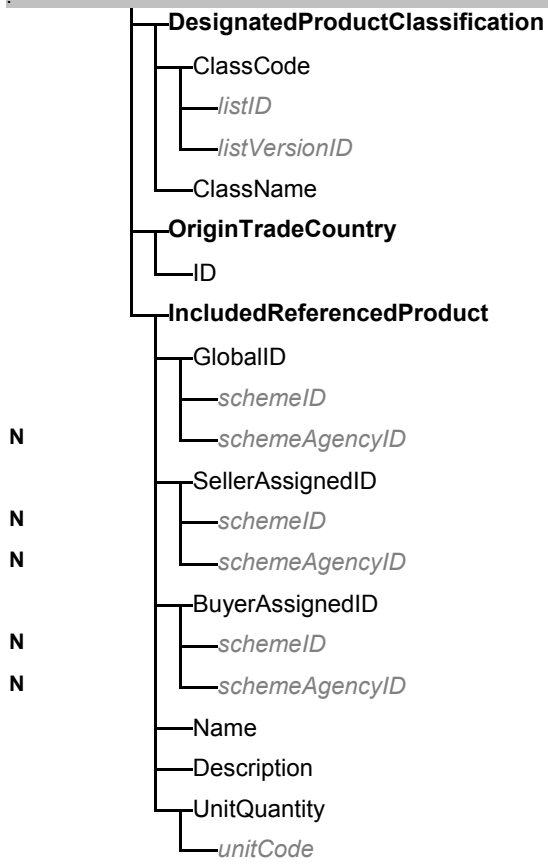 DesignatedProductClassification
ClassCode
listID
listVersionID
ClassName
OriginTradeCountry
ID
IncludedReferencedProduct
GlobalID
schemeID
N schemeAgencyID
SellerAssignedID
N schemeID
N schemeAgencyID
BuyerAssignedID
N schemeID
N schemeAgencyID
Name
Description
UnitQuantity
unitCode